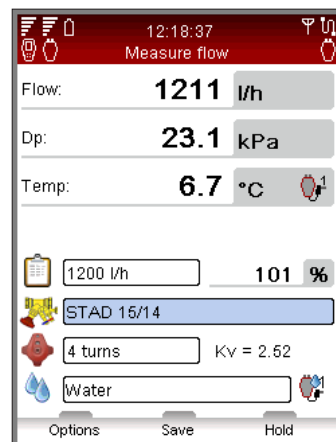 12:18:37
Measure flow
Flow: 1211 l/h
Dp: 23.1 kPa
Temp: 6.7 °C 1
1200 l/h 101 %
STAD 15/14
4 turns Kv = 2.52
Water
Options Save Hold